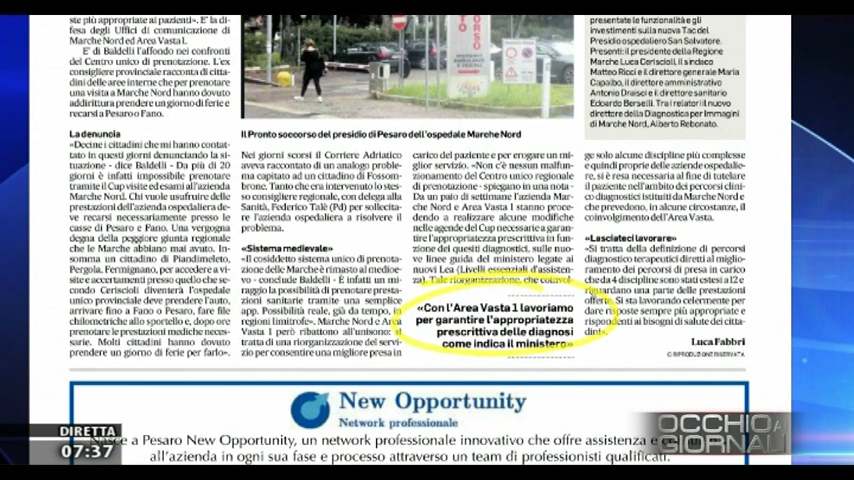 ste più appropriate ai pazienti». E' la di-
fesa degli Uffici di comunicazione di
Marche Nord ed Area Vasta 1.
E' di Baldelli l'affondo nei confronti
del Centro unico di prenotazione. L'ex
consigliere provinciale racconta di citta-
dini delle aree interne che per prenotare
una visita a Marche Nord hanno dovuto
addirittura prendere un giorno di ferie e
recarsi a Pesaro o Fano.
La denuncia
«Decine i cittadini che mi hanno contat-
tato in questi giorni denunciando la si-
tuazione - dice Baldelli - Da più di 20
giorni è infatti impossibile prenotare
tramite il Cup visite ed esami all'azienda
Marche Nord. Chi vuole usufruire delle
prestazioni dell'azienda ospedaliera de-
ve recarsi necessariamente presso le
casse di Pesaro e Fano. Una vergogna
degna della peggiore giunta regionale
che le Marche abbiano mai avuto. In-
somma un cittadino di Piandimeleto,
Pergola, Fermignano, per accedere a vi-
site e accertamenti presso quello che se-
condo Ceriscioli diventerà l'ospedale
unico provinciale deve prendere l'auto,
arrivare fino a Fano o Pesaro, fare file
chilometriche allo sportello e, dopo ore
prenotare le prestazioni mediche neces-
sarie. Molti cittadini hanno dovuto
prendere un giorno di ferie per farlo».
PRONTO
SOCCORSO
Il Pronto soccorso del presidio di Pesaro dell'ospedale Marche Nord
Nei giorni scorsi il Corriere Adriatico
aveva raccontato di un analogo proble-
ma capitato ad un cittadino di Fossom-
brone. Tanto che era intervenuto lo stes-
so consigliere regionale, con delega alla
Sanità, Federico Talè (Pd) per sollecita-
re l'azienda ospedaliera a risolvere il
problema.
«Sistema medievale»
«Il cosiddetto sistema unico di prenota-
zione delle Marche è rimasto al medioe-
vo - conclude Baldelli - È infatti un mi-
raggio la possibilità di prenotare presta-
zioni sanitarie tramite una semplice
app. Possibilità reale, già da tempo, in
regioni limitrofe». Marche Nord e Area
Vasta 1 però ribattono all'unisono: si
tratta di una riorganizzazione del servi-
zio per consentire una migliore presa in
carico del paziente e per erogare un mi-
glior servizio. «Non c'è nessun malfun-
zionamento del Centro unico regionale
di prenotazione - spiegano in una nota -
Da un paio di settimane l'azienda Mar-
che Nord e Area Vasta 1 stanno proce-
dendo a realizzare alcune modifiche
nelle agende del Cup necessarie a garan-
tire l'appropriatezza prescrittiva in fun-
zione dei quesiti diagnostici, sulle nuo-
ve linee guida del ministero legate ai
nuovi Lea (Livelli essenziali d'assisten-
za). Tale riorganizzazione, che coinvol-
«Con l'Area Vasta 1 lavoriamo
per garantire l'appropriatezza
prescrittiva delle diagnosi
come indica il ministero»
presentate le funzionalità e gli
investimenti sulla nuova Tac del
Presidio ospedaliero San Salvatore.
Presenti: il presidente della Regione
Marche Luca Ceriscioli, il sindaco
Matteo Ricci e il direttore generale Maria
Capalbo, il direttore amministrativo
Antonio Draisci e il direttore sanitario
Edoardo Berselli. Tra i relatori il nuovo
direttore della Diagnostica per Immagini
di Marche Nord, Alberto Rebonato.
ge solo alcune discipline più complesse
e quindi proprie delle aziende ospedalie-
re, si è resa necessaria al fine di tutelare
il paziente nell'ambito dei percorsi clini-
co diagnostici istituiti da Marche Nord e
che prevedono, in alcune circostanze, il
coinvolgimento dell'Area Vasta.
«Lasciateci lavorare»
«Si tratta della definizione di percorsi
diagnostico terapeutici diretti al miglio-
ramento dei percorsi di presa in carico
che da 4 discipline sono stati estesi a 12 e
riguardano una parte delle prestazioni
offerte. Si sta lavorando celermente per
dare risposte sempre più appropriate e
rispondenti ai bisogni di salute dei citta-
dini».
Luca Fabbri
© RIPRODUZIONE RISERVATA
New Opportunity
Network professionale
Nasce a Pesaro New Opportunity, un network professionale innovativo che offre assistenza e
all'azienda in ogni sua fase e processo attraverso un team di professionisti qualificati.
DIRETTA
07:37
OCCHIO AI
GIORNALI